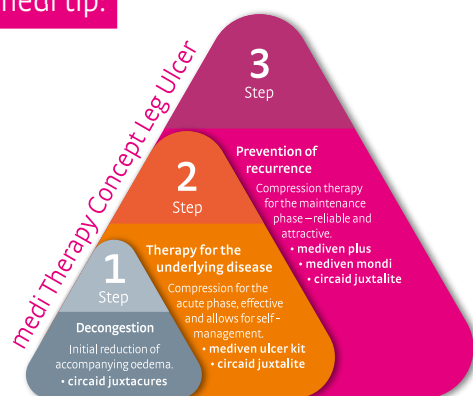 medi tip.
medi Therapy Concept Leg Ulcer
1
Step
Decongestion
Initial reduction of
accompanying oedema.
• circaid juxtacures
2
Step
Therapy for the
underlying disease
Compression for the
acute phase, effective
and allows for self-
management.
• mediven ulcer kit
• circaid juxtalite
3
Step
Prevention of
recurrence
Compression therapy
for the maintenance
phase – reliable and
attractive.
• mediven plus
• mediven mondi
• circaid juxtalite